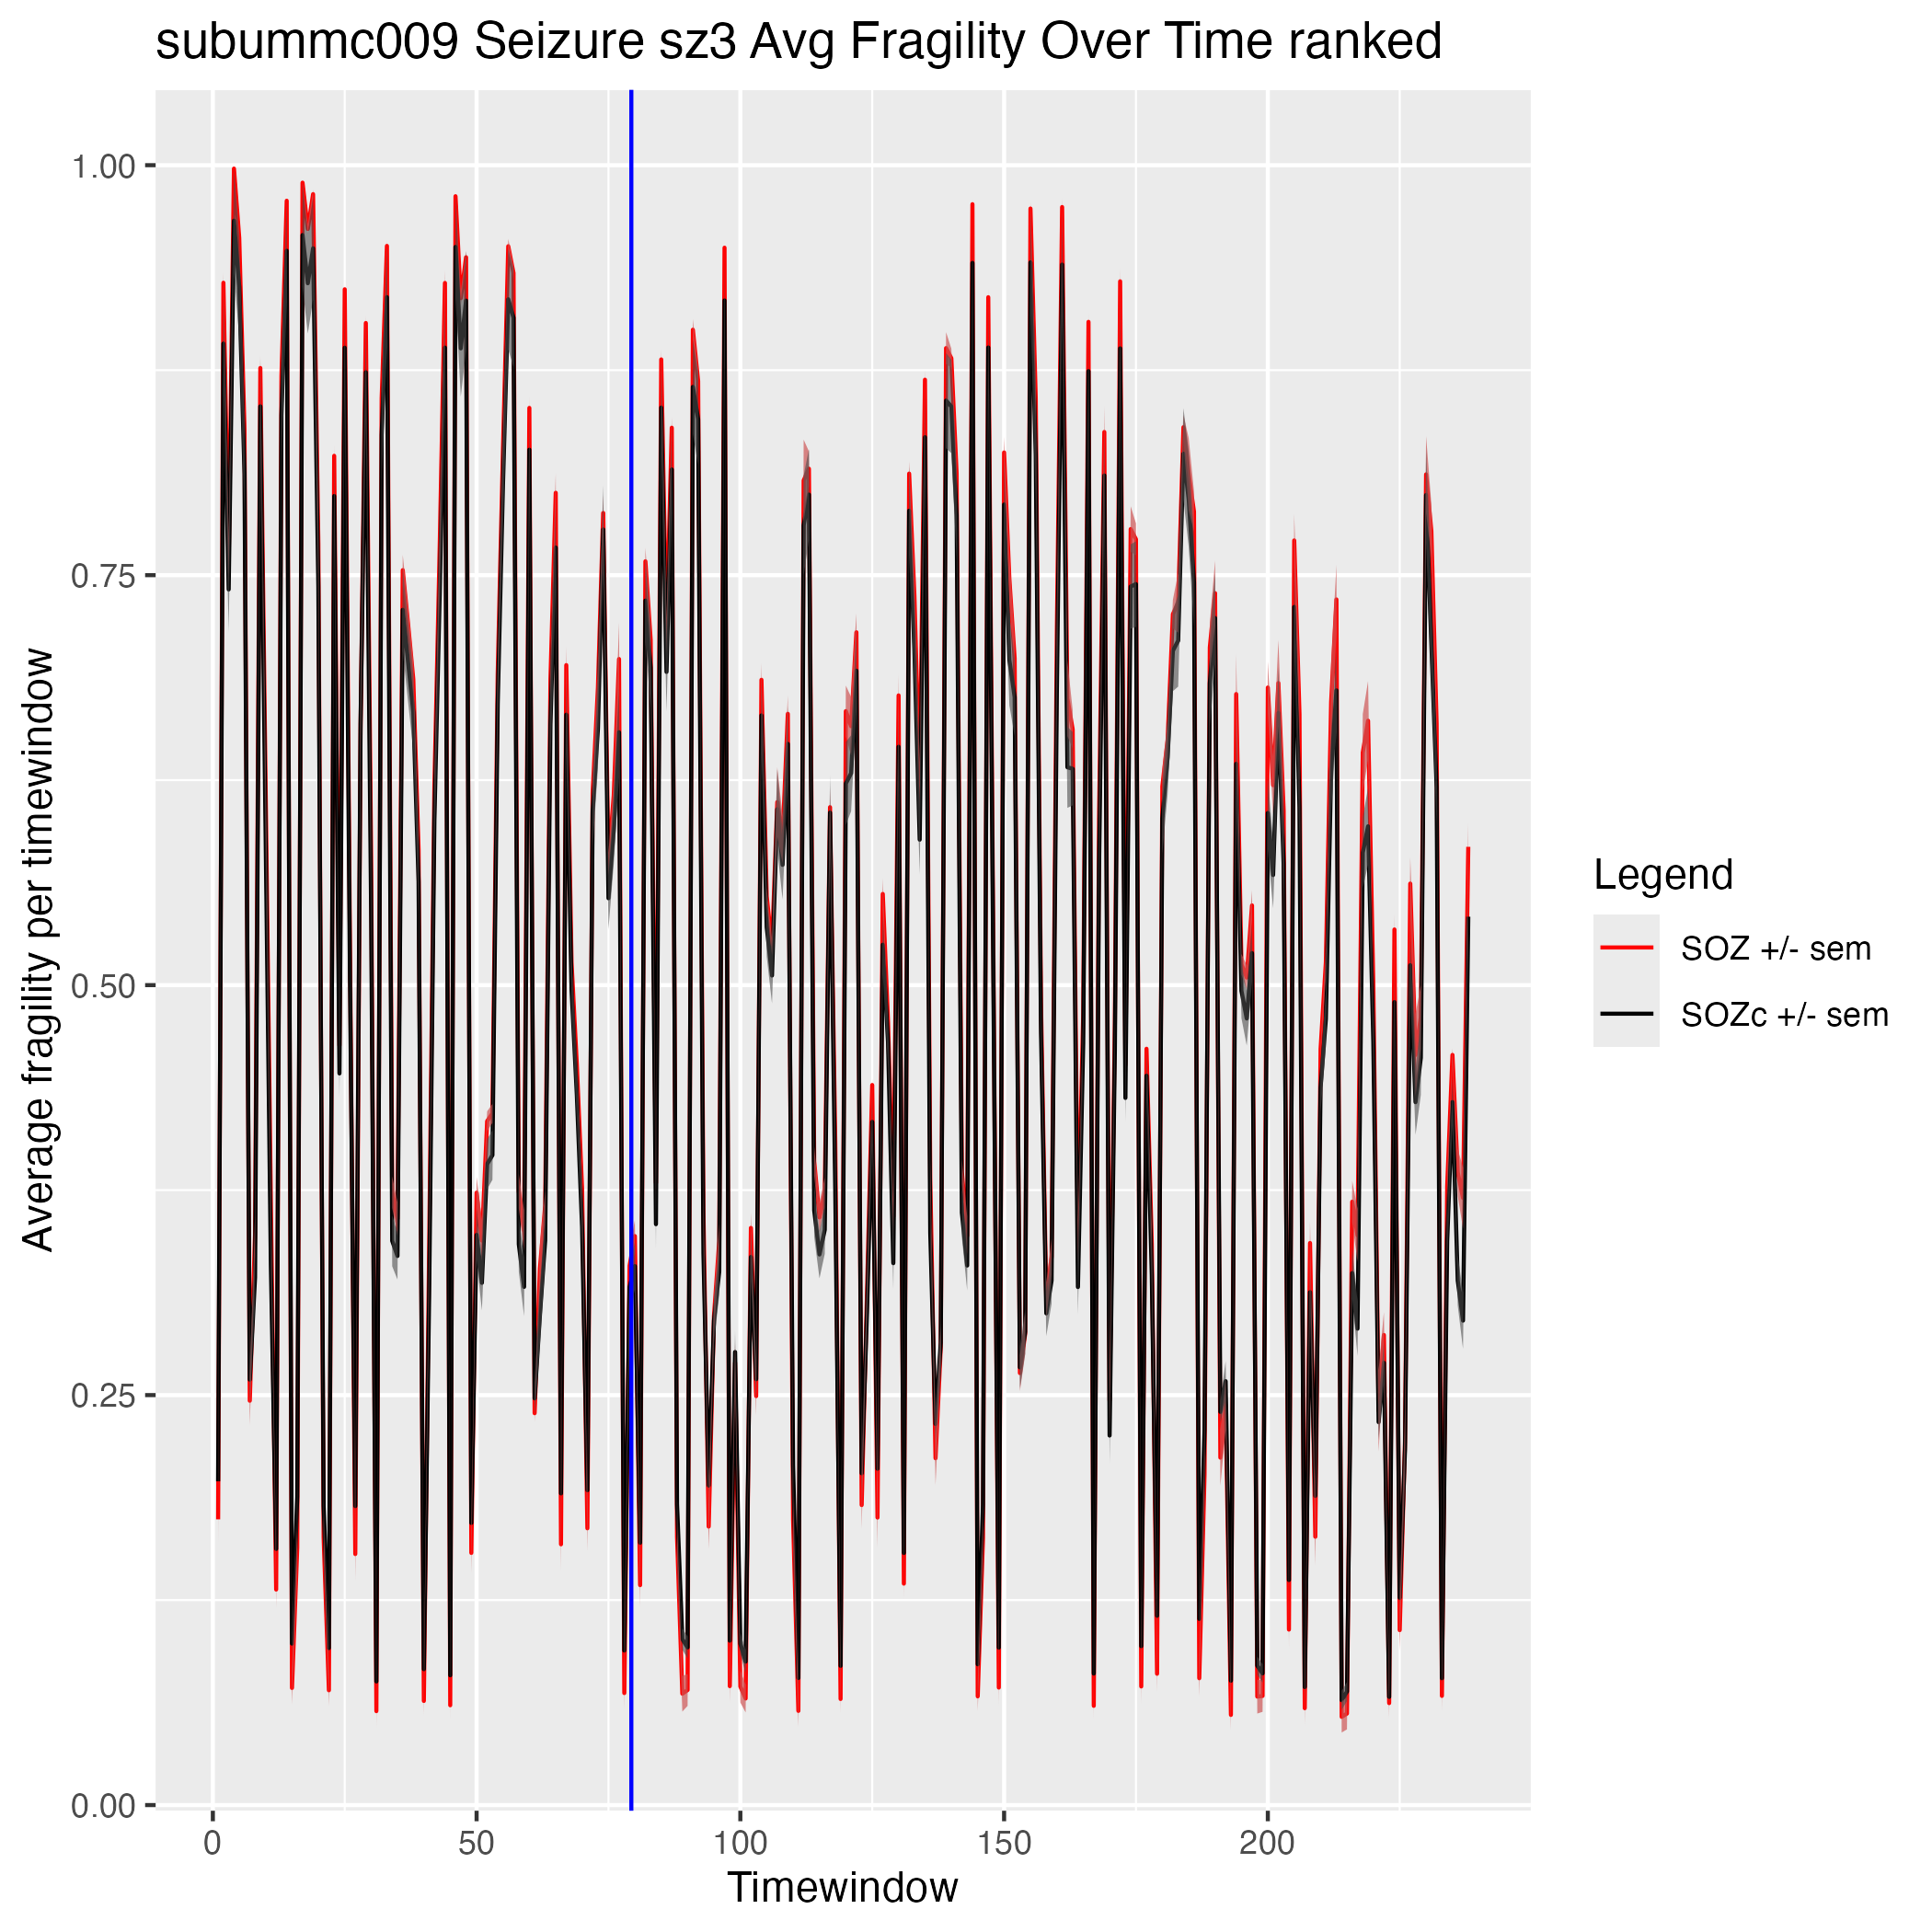 subummc009 Seizure sz3 Avg Fragility Over Time ranked
Average fragility per timewindow
1.00
0.75
0.50
0.25
0.00
0 50 100 150 200
Timewindow
Legend
SOZ +/- sem
SOZc +/- sem